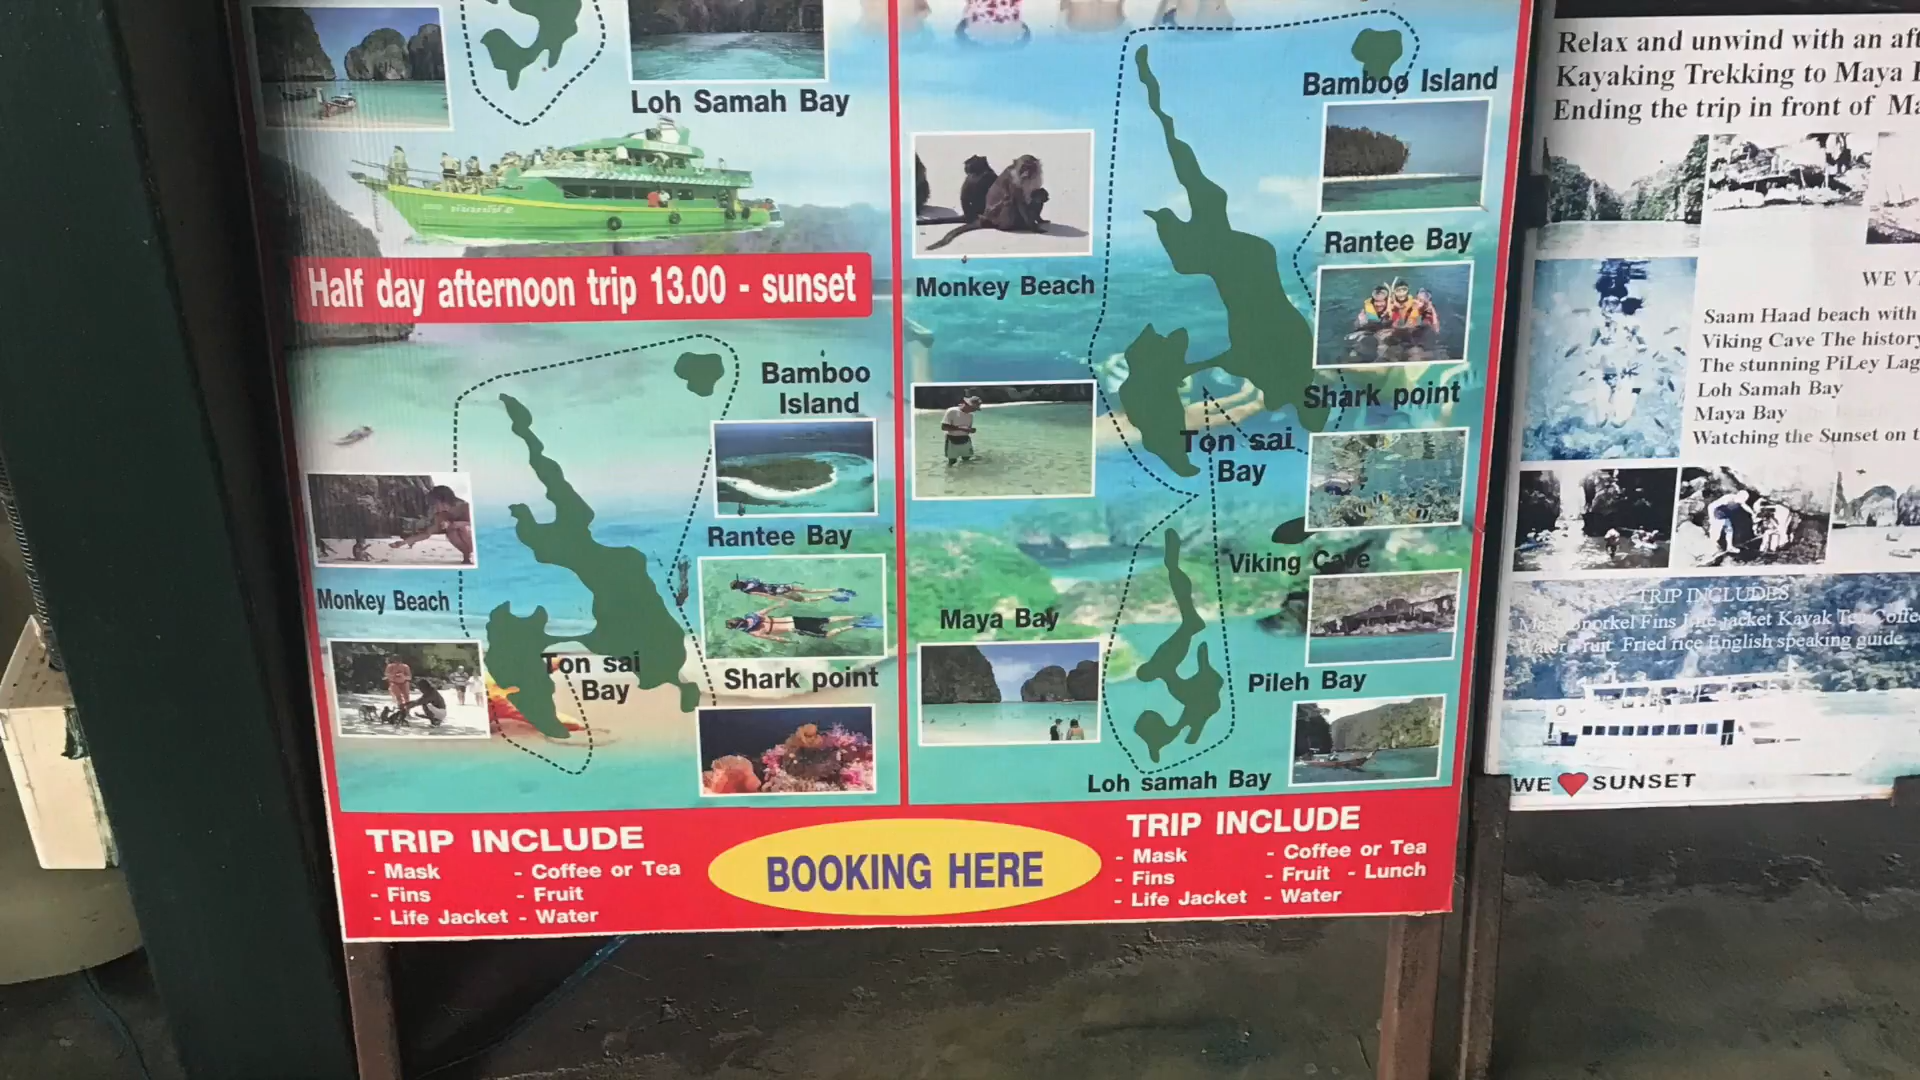 Loh Samah Bay
Half day afternoon trip 13.00 - sunset
Bamboo
Island
Rantee Bay
Monkey Beach
Ton sai
Bay
Shark point
Bamboo Island
Monkey Beach
Rantee Bay
Shark point
Ton sai
Bay
Viking Cave
Maya Bay
Pileh Bay
Loh samah Bay
TRIP INCLUDE
- Mask - Coffee or Tea
- Fins - Fruit
- Life Jacket - Water
BOOKING HERE
TRIP INCLUDE
- Mask - Coffee or Tea
- Fins - Fruit - Lunch
- Life Jacket - Water
Relax and unwind with an
Kayaking Trekking to Maya
Ending the trip in front of
WE
Saam Haad beach with
Viking Cave The history
The stunning PiLey
Loh Samah Bay
Maya Bay
Watching the Sunset on
TRIP INCLUDES
Snorkel Fins Life jacket Kayak Tea Coffee
Water Fruit Fried rice English speaking guide
WE ❤ SUNSET